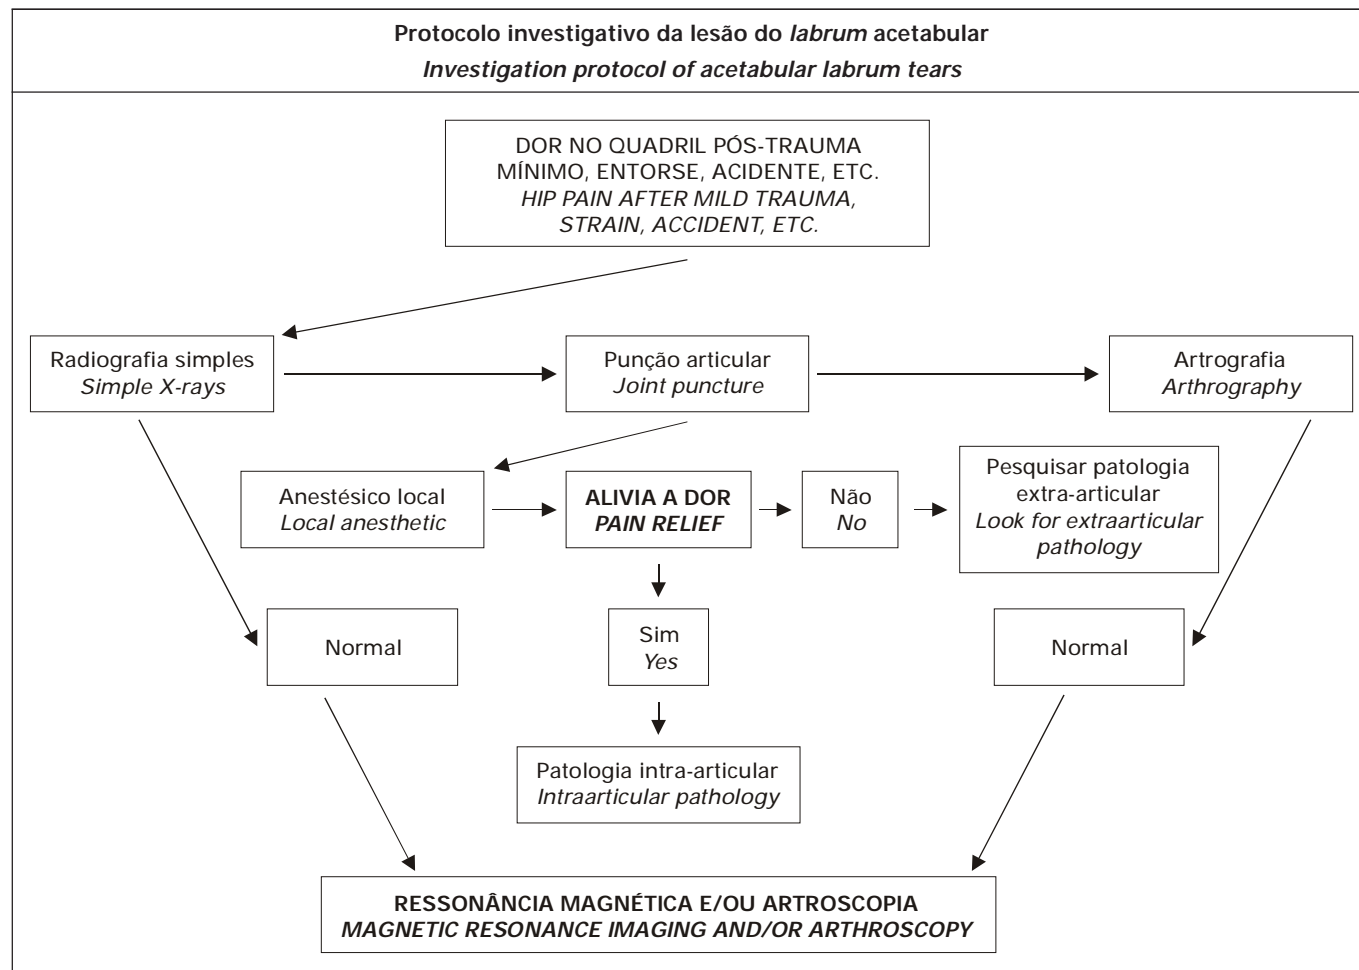 Protocolo investigativo da lesão do labrum acetabular
Investigation protocol of acetabular labrum tears
DOR NO QUADRIL PÓS-TRAUMA
MÍNIMO, ENTORSE, ACIDENTE, ETC.
HIP PAIN AFTER MILD TRAUMA,
STRAIN, ACCIDENT, ETC.
Radiografia simples
Simple X-rays
Punção articular
Joint puncture
Artrografia
Arthrography
Anestésico local
Local anesthetic
ALIVIA A DOR
PAIN RELIEF
Não
No
Pesquisar patologia
extra-articular
Look for extraarticular
pathology
Normal
Sim
Yes
Normal
Patologia intra-articular
Intraarticular pathology
RESSONÂNCIA MAGNÉTICA E/OU ARTROSCOPIA
MAGNETIC RESONANCE IMAGING AND/OR ARTHROSCOPY